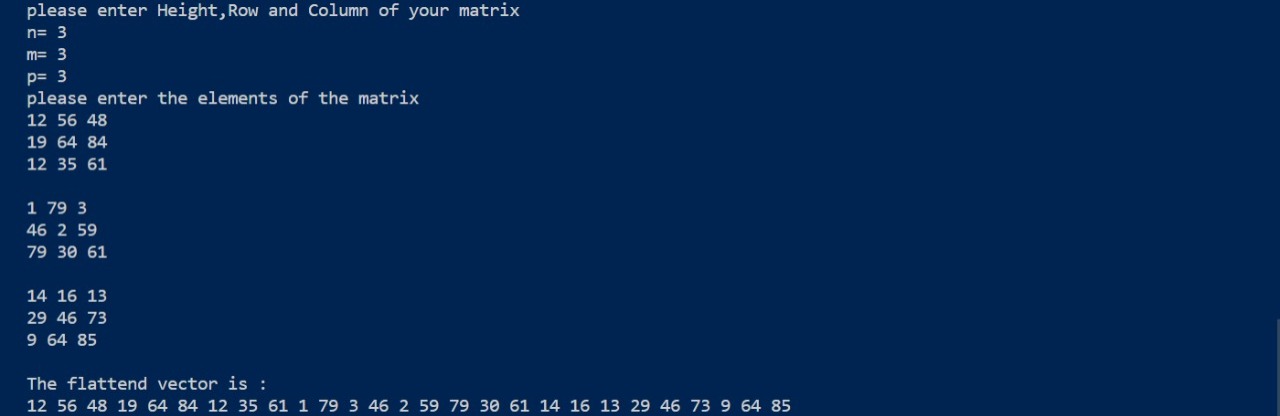 please enter Height,Row and Column of your matrix
n= 3
m= 3
p= 3
please enter the elements of the matrix
12 56 48
19 64 84
12 35 61
1 79 3
46 2 59
79 30 61
14 16 13
29 46 73
9 64 85
The flattend vector is :
12 56 48 19 64 84 12 35 61 1 79 3 46 2 59 79 30 61 14 16 13 29 46 73 9 64 85